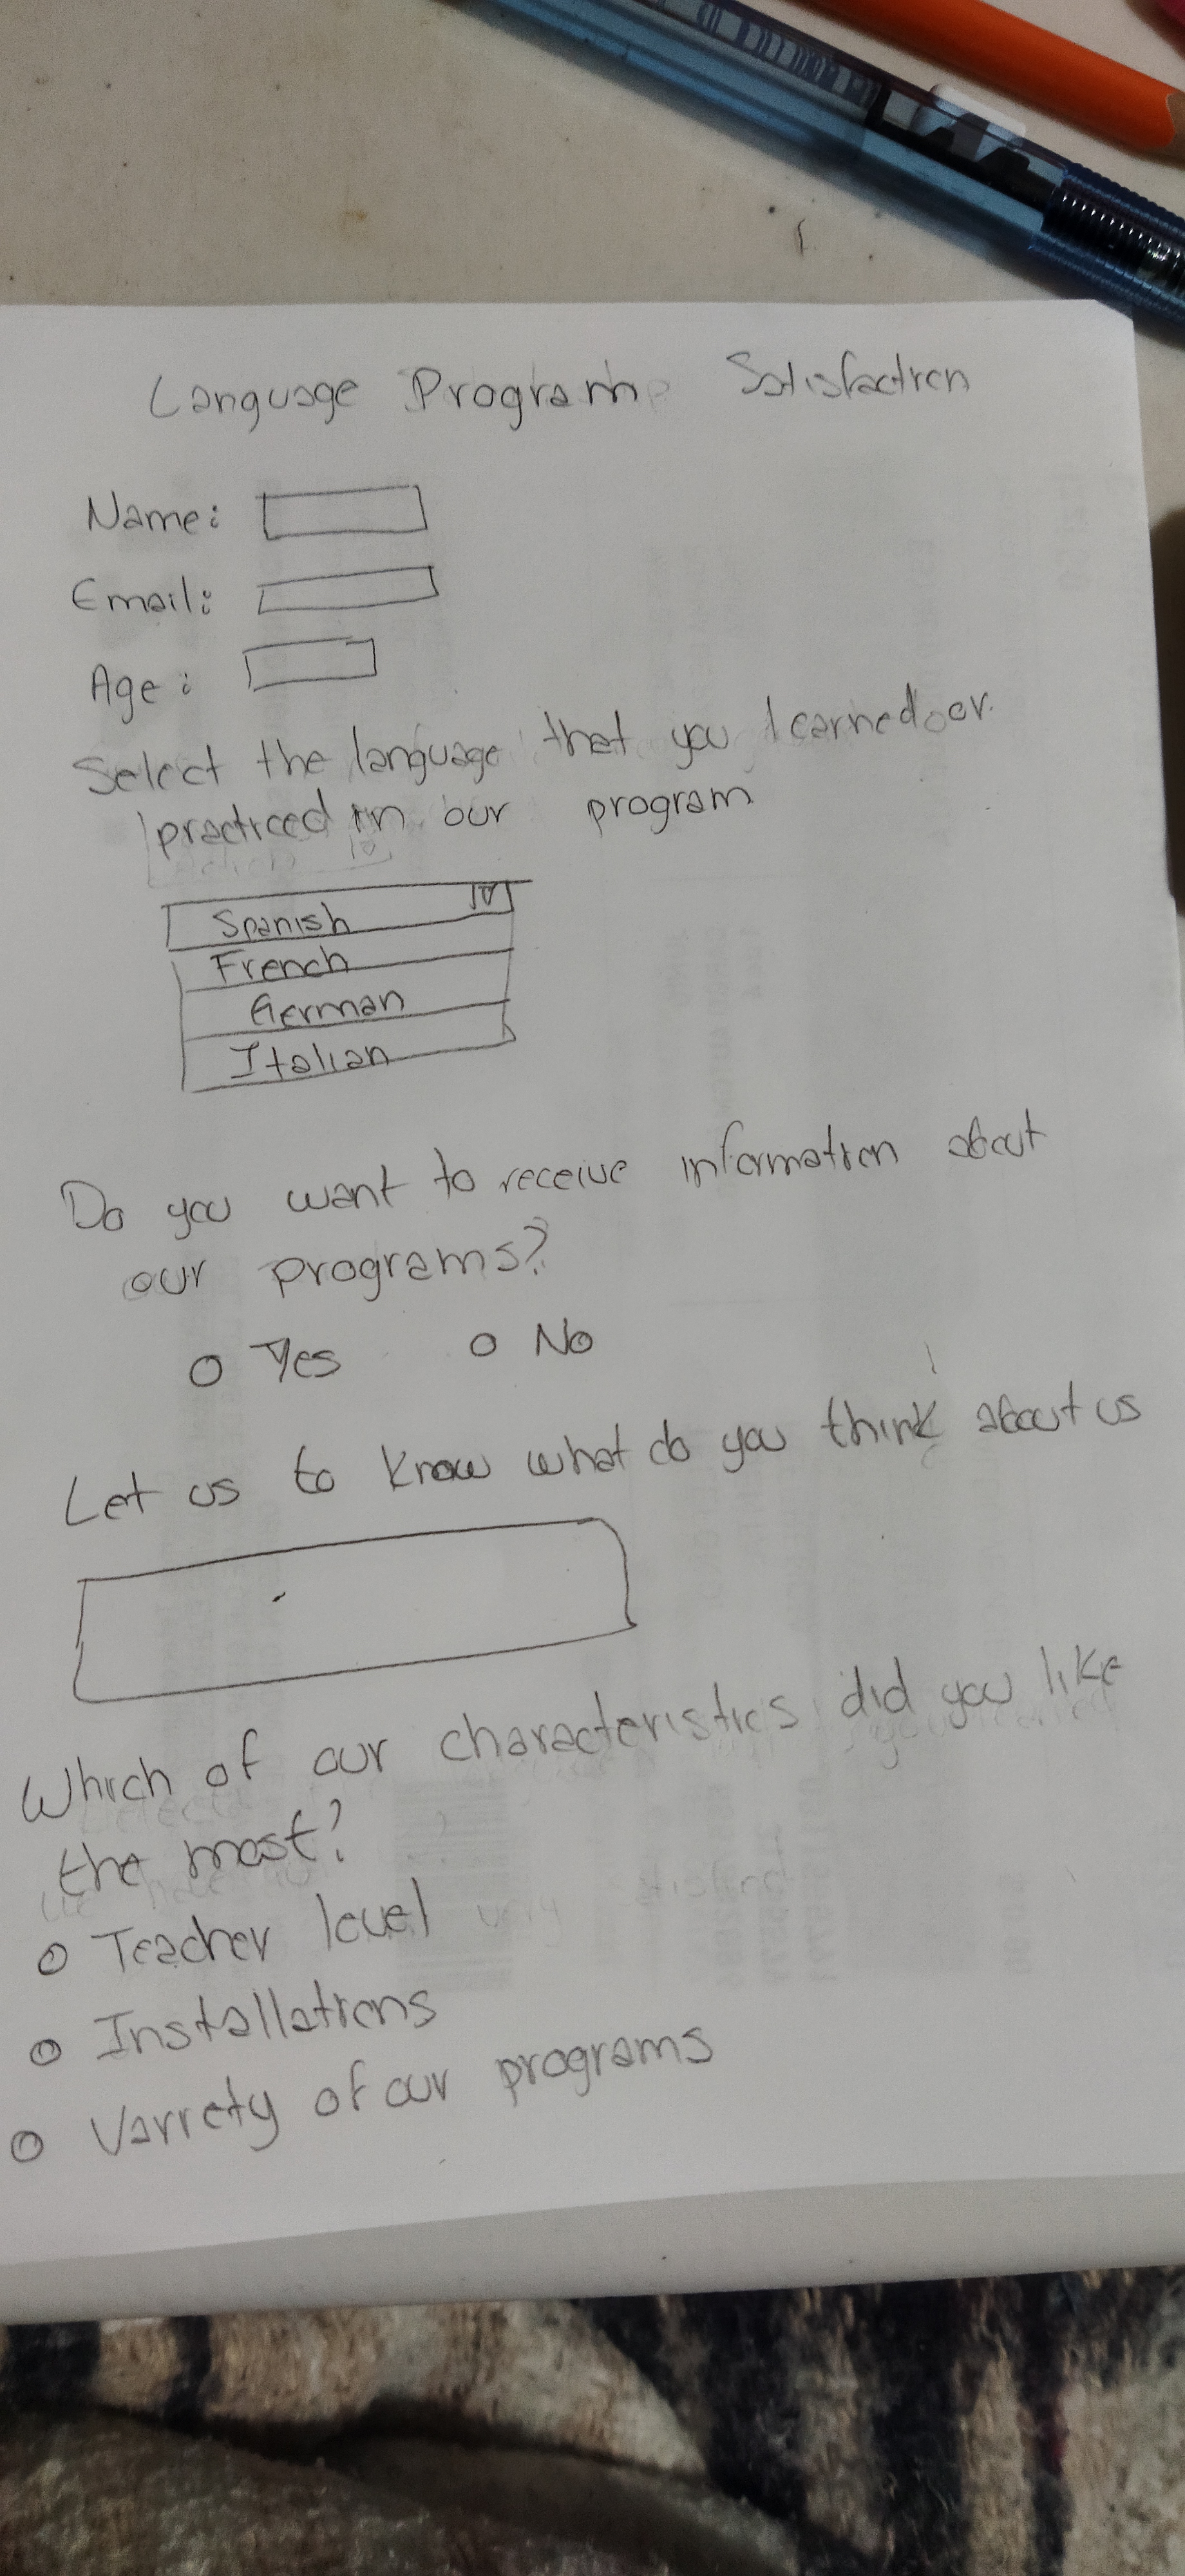 Language Program Satisfaction
Name:
Email:
Age:
Select the language that you learned or
practiced in our program
Spanish
French
German
Italian
Do you want to receive information about
our programs?
Yes No
Let us to know what do you think about us
Which of our characteristics did you like
the most?
Teacher level
Installations
Variety of our programs